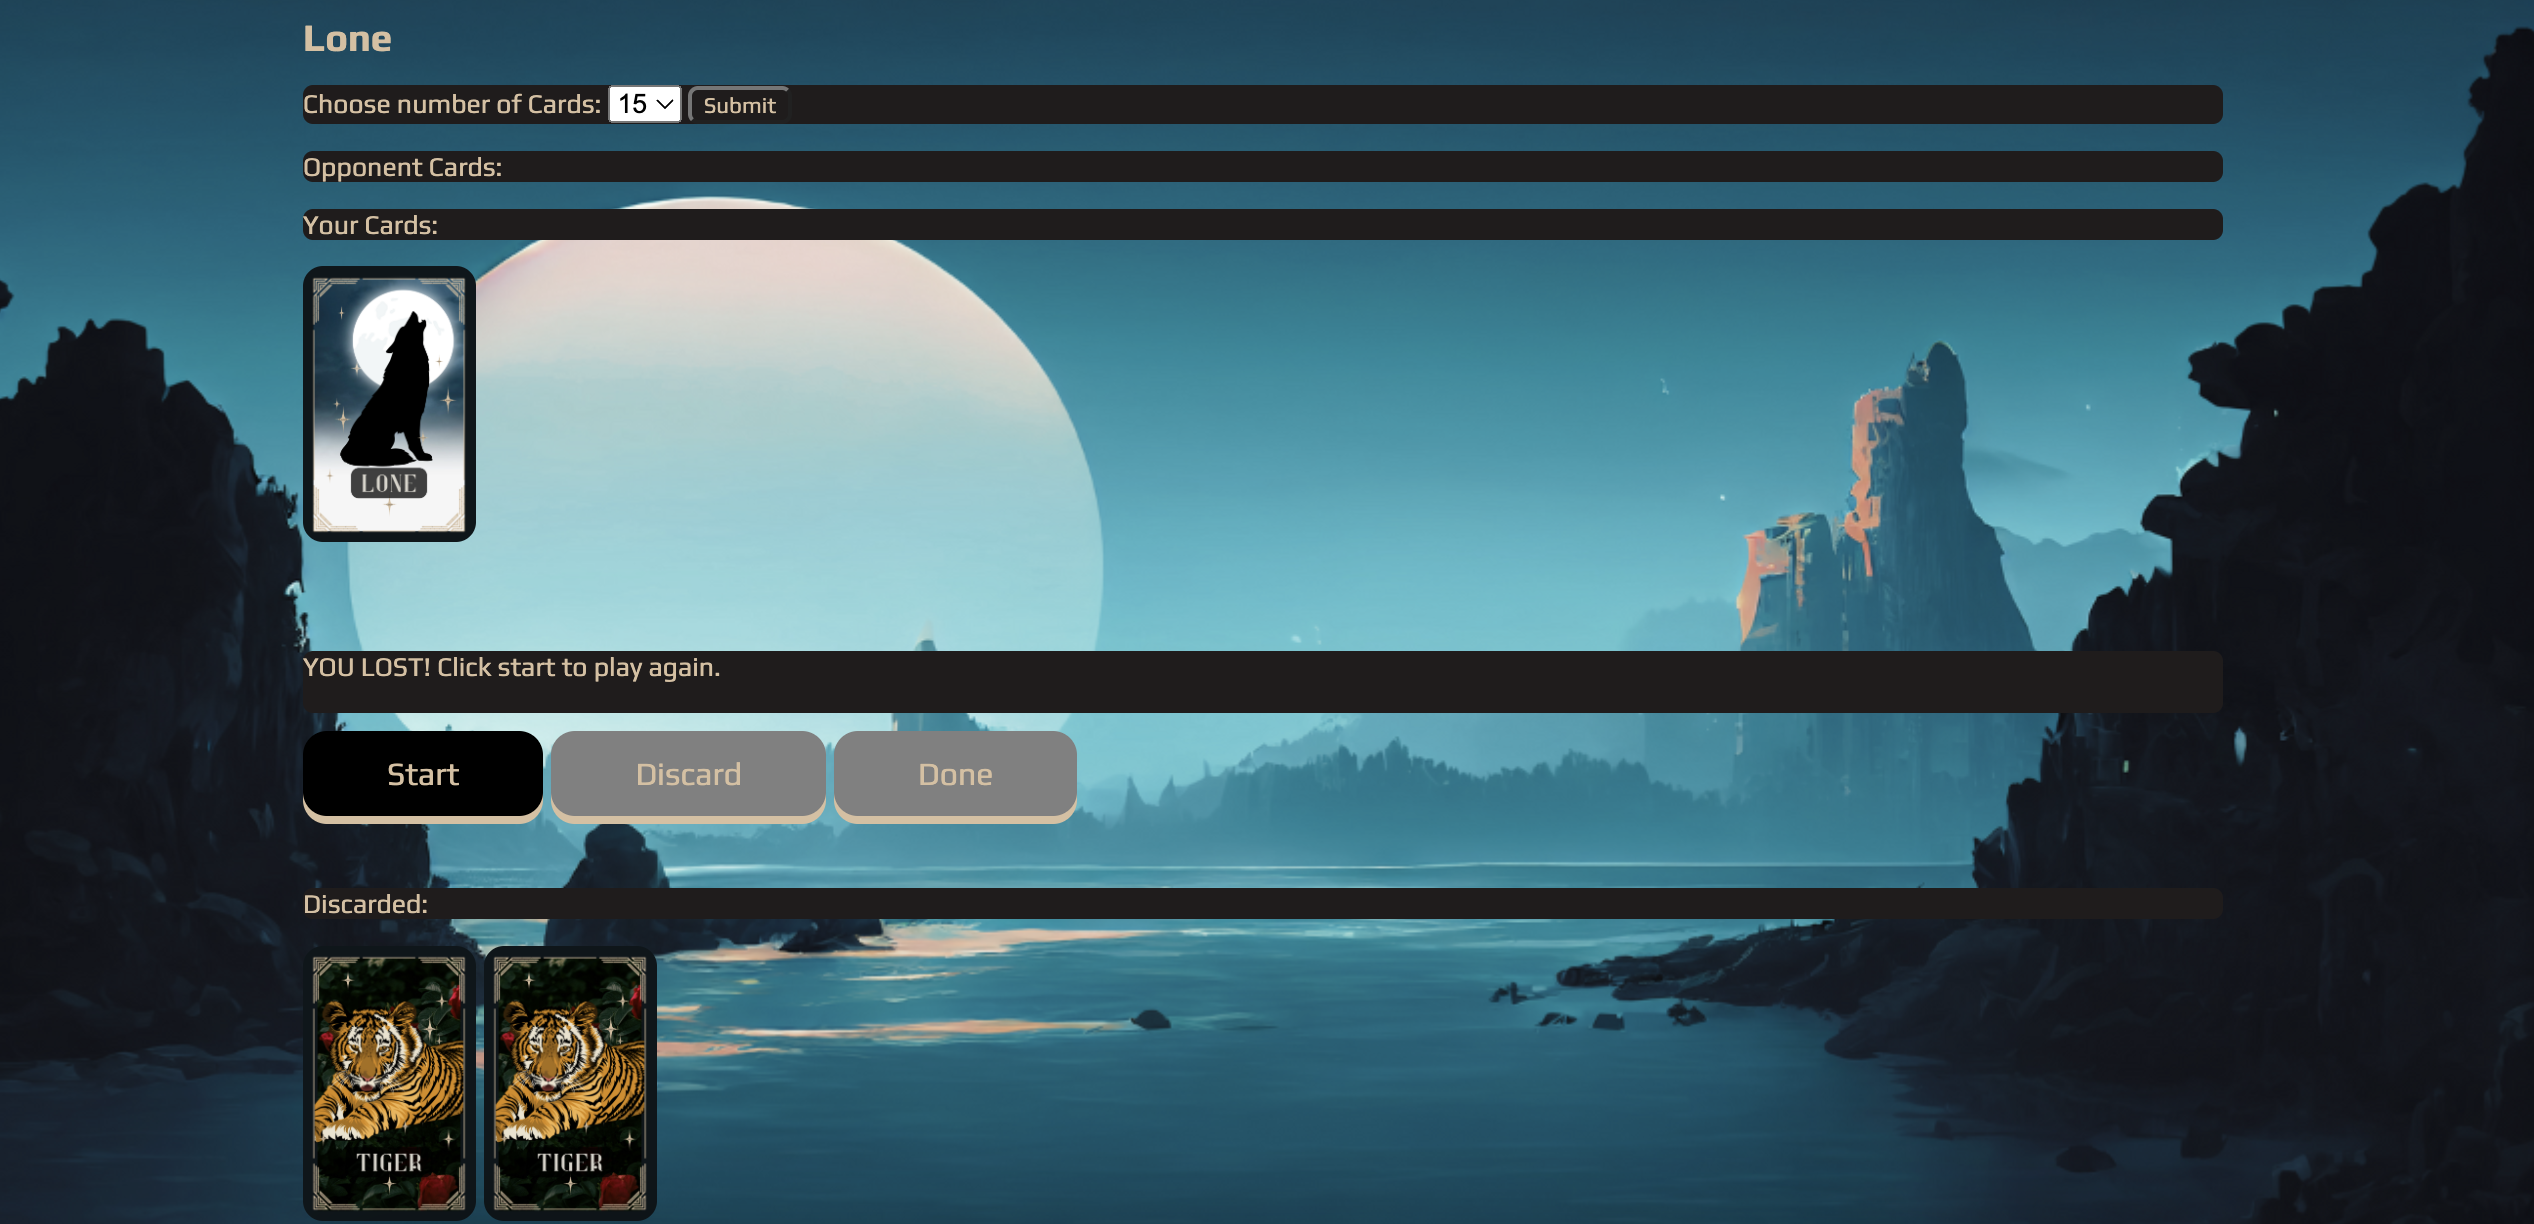 Lone
Choose number of Cards: 15 Submit
Opponent Cards:
Your Cards:
LONE
YOU LOST! Click start to play again.
Start Discard Done
Discarded:
TIGER TIGER